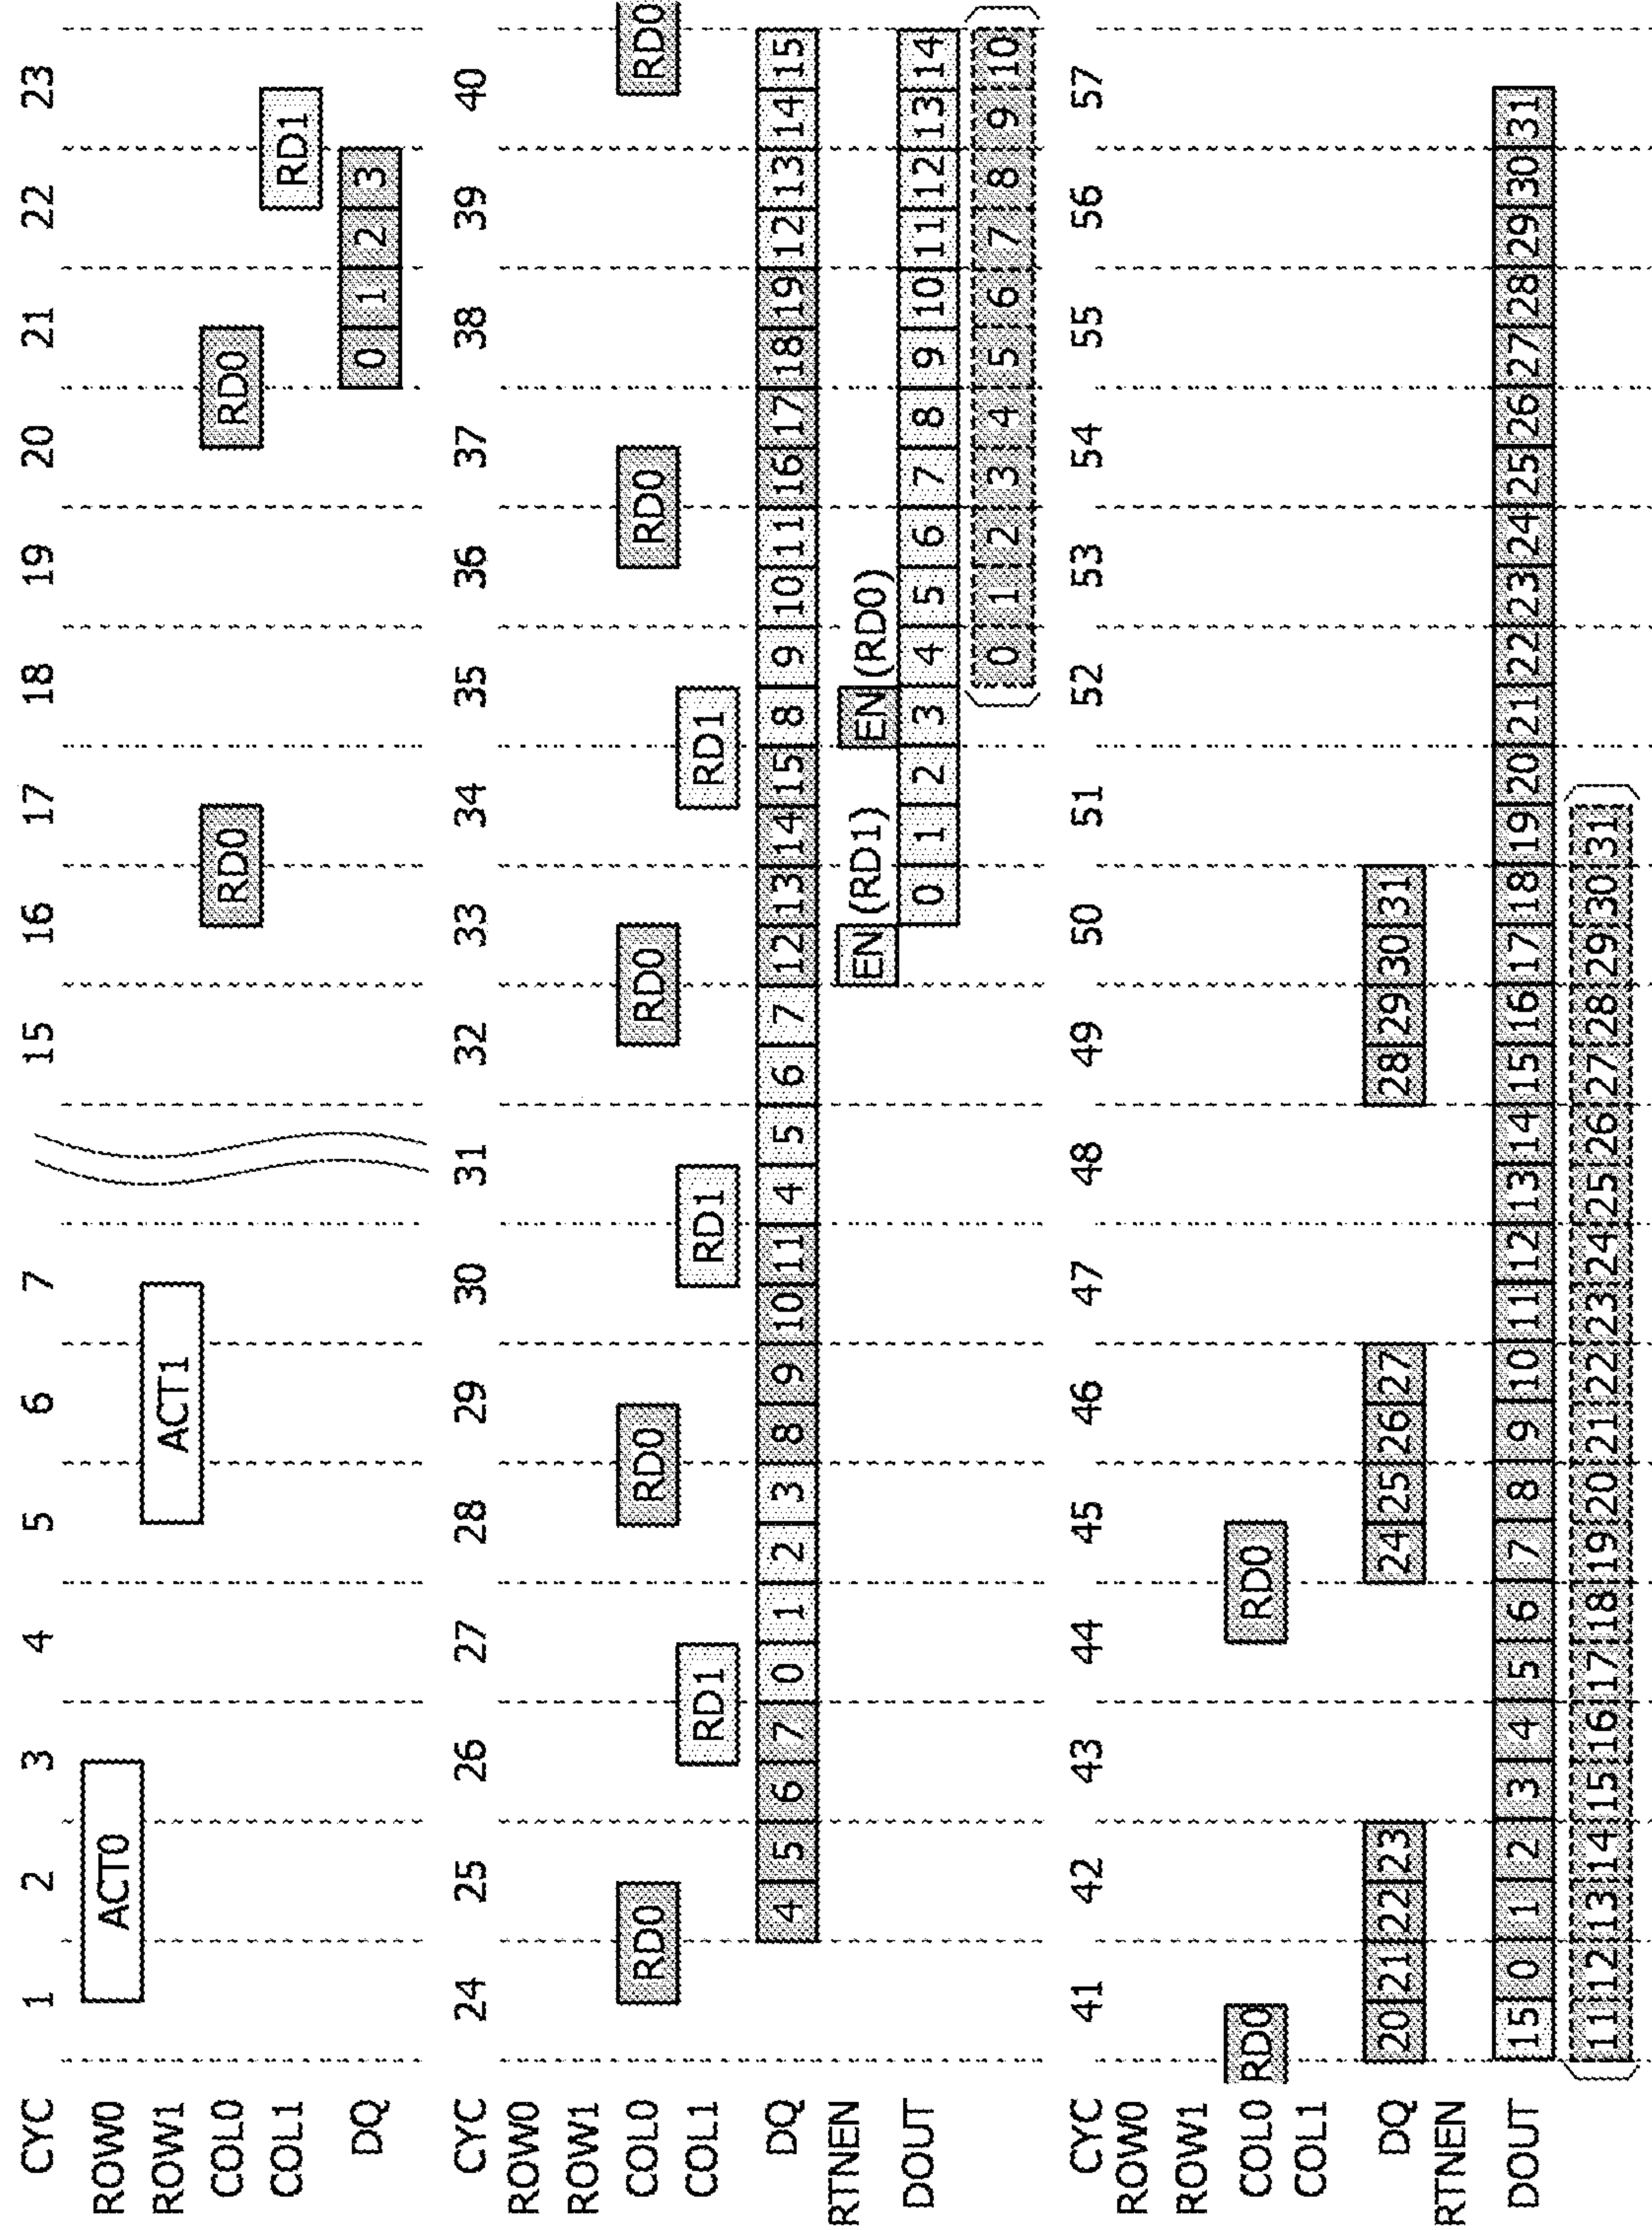 CYC 1 2 3 4 5 6 7 15 16 17 18 19 20 21 22 23
ROW0 ACT0
ROW1 ACT1
COL0 RD0 RD0
COL1 RD1
DQ 0 1 2 3
CYC 24 25 26 27 28 29 30 31 32 33 34 35 36 37 38 39 40
ROW0
ROW1
COL0 RD0 RD0 RD0 RD0 RD0
COL1 RD1 RD1 RD1
DQ 4 5 6 7 0 1 2 3 8 9 10 11 4 5 6 7 12 13 14 15 8 9 10 11 16 17 18 19 12 13 14 15
RTNEN EN (RD1) EN (RD0)
DOUT 0 1 2 3 4 5 6 7 8 9 10 11 12 13 14
( 0 1 2 3 4 5 6 7 8 9 10 )
CYC 41 42 43 44 45 46 47 48 49 50 51 52 53 54 55 56 57
ROW0
ROW1
COL0 RD0 RD0
COL1
DQ 20 21 22 23 24 25 26 27 28 29 30 31
RTNEN
DOUT 15 0 1 2 3 4 5 6 7 8 9 10 11 12 13 14 15 16 17 18 19 20 21 22 23 24 25 26 27 28 29 30 31
( 11 12 13 14 15 16 17 18 19 20 21 22 23 24 25 26 27 28 29 30 31 )